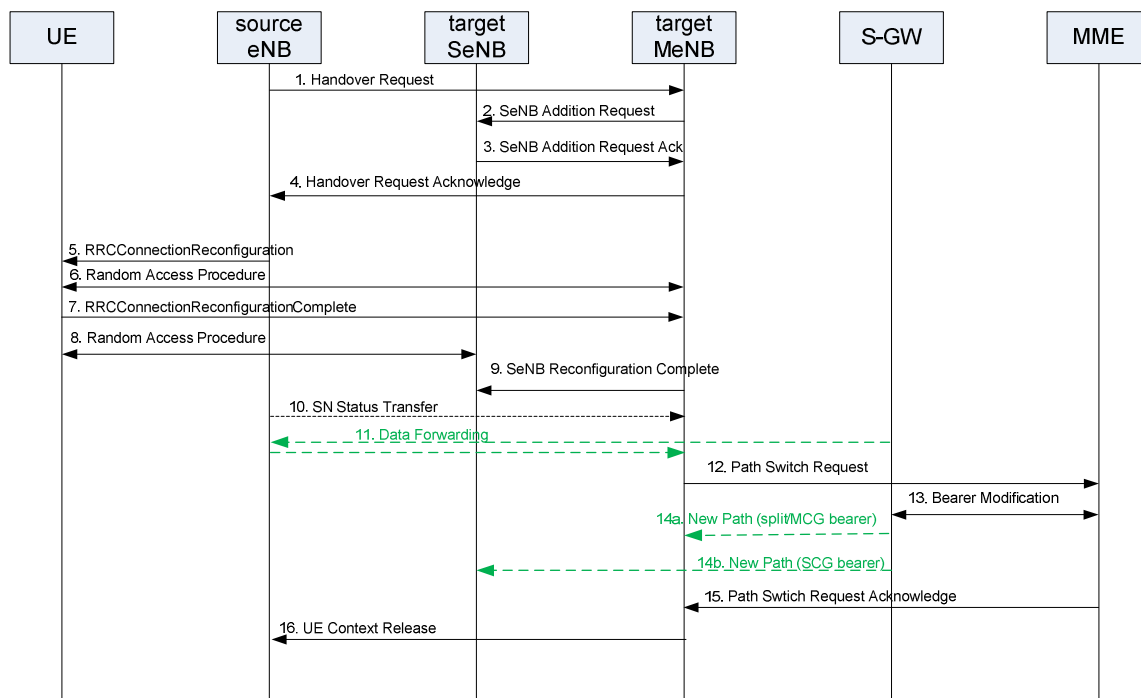 UE
source
eNB
target
SeNB
target
MeNB
S-GW
MME
1. Handover Request
2. SeNB Addition Request
3. SeNB Addition Request Ack
4. Handover Request Acknowledge
5. RRCConnectionReconfiguration
6. Random Access Procedure
7. RRCConnectionReconfigurationComplete
8. Random Access Procedure
9. SeNB Reconfiguration Complete
10. SN Status Transfer
11. Data Forwarding
12. Path Switch Request
13. Bearer Modification
14a. New Path (split/MCG bearer)
14b. New Path (SCG bearer)
15. Path Swtich Request Acknowledge
16. UE Context Release